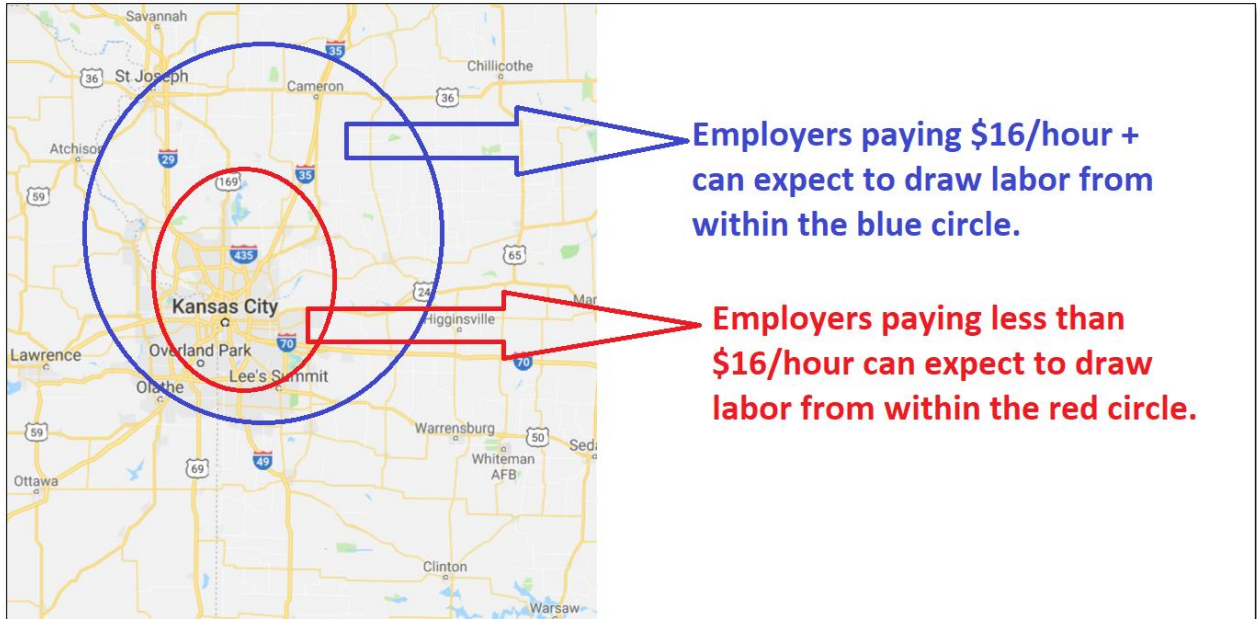 Savannah
35
Chillicothe
36
St Joseph
Cameron
36
Employers paying $16/hour +
can expect to draw labor from
within the blue circle.
Atchison
29
35
169
59
435
65
24
Kansas City
Higginsville
Employers paying less than
$16/hour can expect to draw
labor from within the red circle.
70
70
Lawrence
Overland Park
Lee's Summit
Olathe
59
Warrensburg
50
Whiteman
AFB
69
49
Ottawa
Clinton
Warsaw